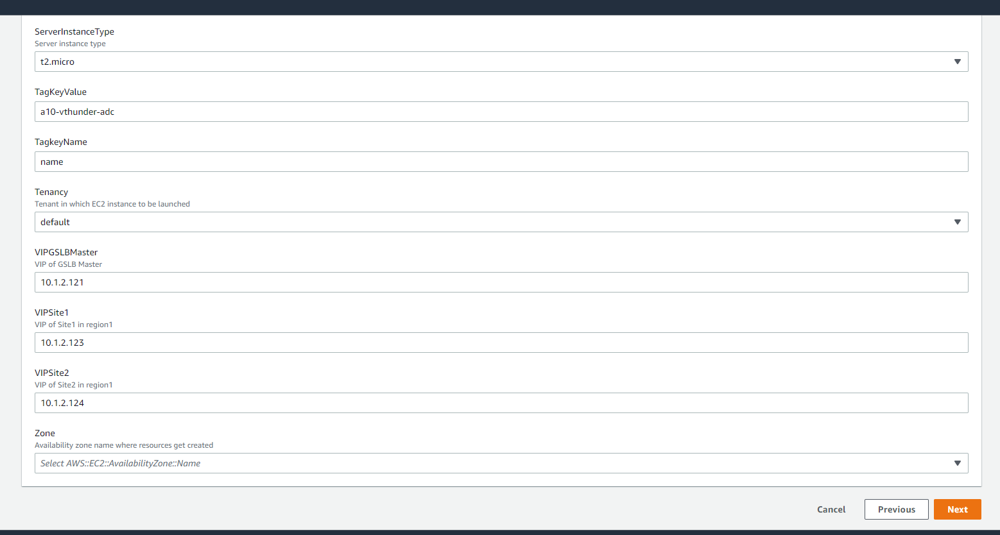 ServerInstanceType
Server instance type
t2.micro
TagKeyValue
a10-vthunder-adc
TagkeyName
name
Tenancy
Tenant in which EC2 instance to be launched
default
VIPGSLBMaster
VIP of GSLB Master
10.1.2.121
VIPSite1
VIP of Site1 in region1
10.1.2.123
VIPSite2
VIP of Site2 in region1
10.1.2.124
Zone
Availability zone name where resources get created
Select AWS::EC2::AvailabilityZone::Name
Cancel Previous Next